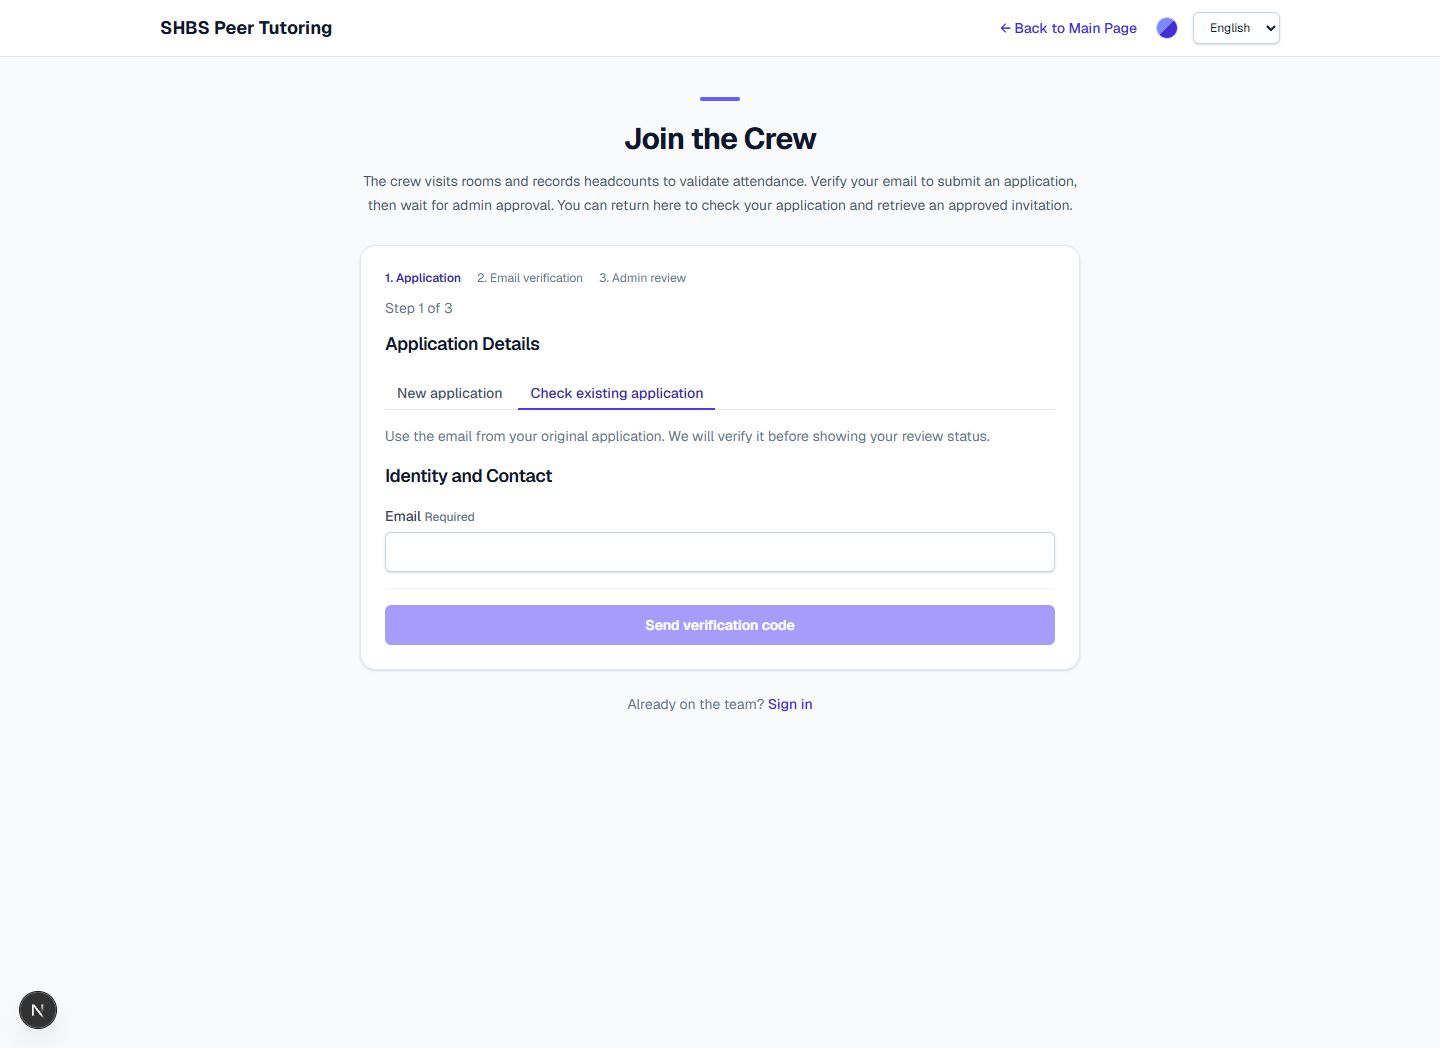 SHBS Peer Tutoring
← Back to Main Page
English
Join the Crew
The crew visits rooms and records headcounts to validate attendance. Verify your email to submit an application,
then wait for admin approval. You can return here to check your application and retrieve an approved invitation.
1. Application 2. Email verification 3. Admin review
Step 1 of 3
Application Details
New application Check existing application
Use the email from your original application. We will verify it before showing your review status.
Identity and Contact
Email Required
Send verification code
Already on the team? Sign in
N